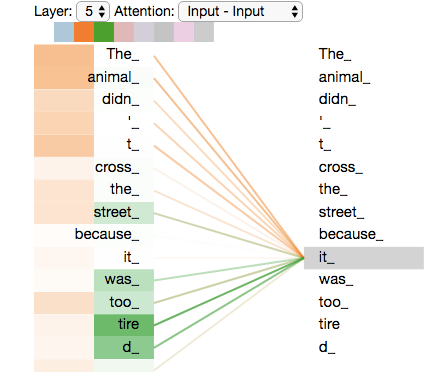 Layer: 5 Attention: Input - Input
The_ The_
animal_ animal_
didn_ didn_
'_ '_
t_ t_
cross_ cross_
the_ the_
street_ street_
because_ because_
it_ it_
was_ was_
too_ too_
tire tire
d_ d_